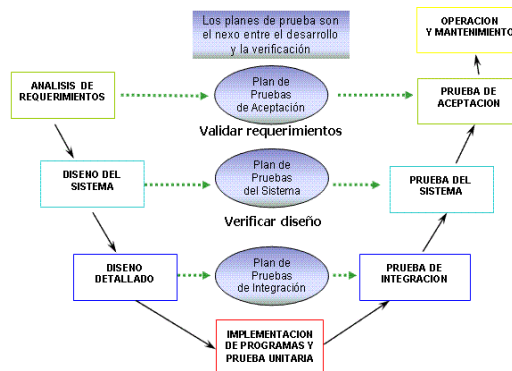 Los planes de prueba son
el nexo entre el desarrollo
y la verificación
OPERACION
Y MANTENIMIENTO
ANALISIS DE
REQUERIMIENTOS
Plan de
Pruebas
de Aceptación
PRUEBA DE
ACEPTACION
Validar requerimientos
DISENO DEL
SISTEMA
Plan de
Pruebas
del Sistema
PRUEBA DEL
SISTEMA
Verificar diseño
DISENO
DETALLADO
Plan de
Pruebas
de Integración
PRUEBA DE
INTEGRACION
IMPLEMENTACION
DE PROGRAMAS Y
PRUEBA UNITARIA